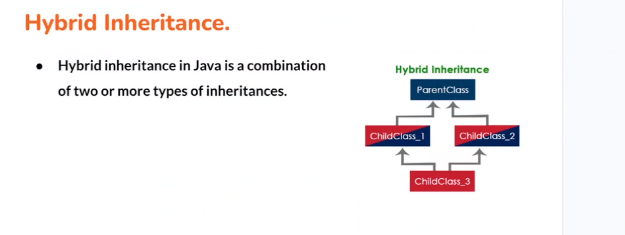 Hybrid Inheritance.
● Hybrid inheritance in Java is a combination
of two or more types of inheritances.
Hybrid Inheritance
ParentClass
ChildClass_1
ChildClass_2
ChildClass_3